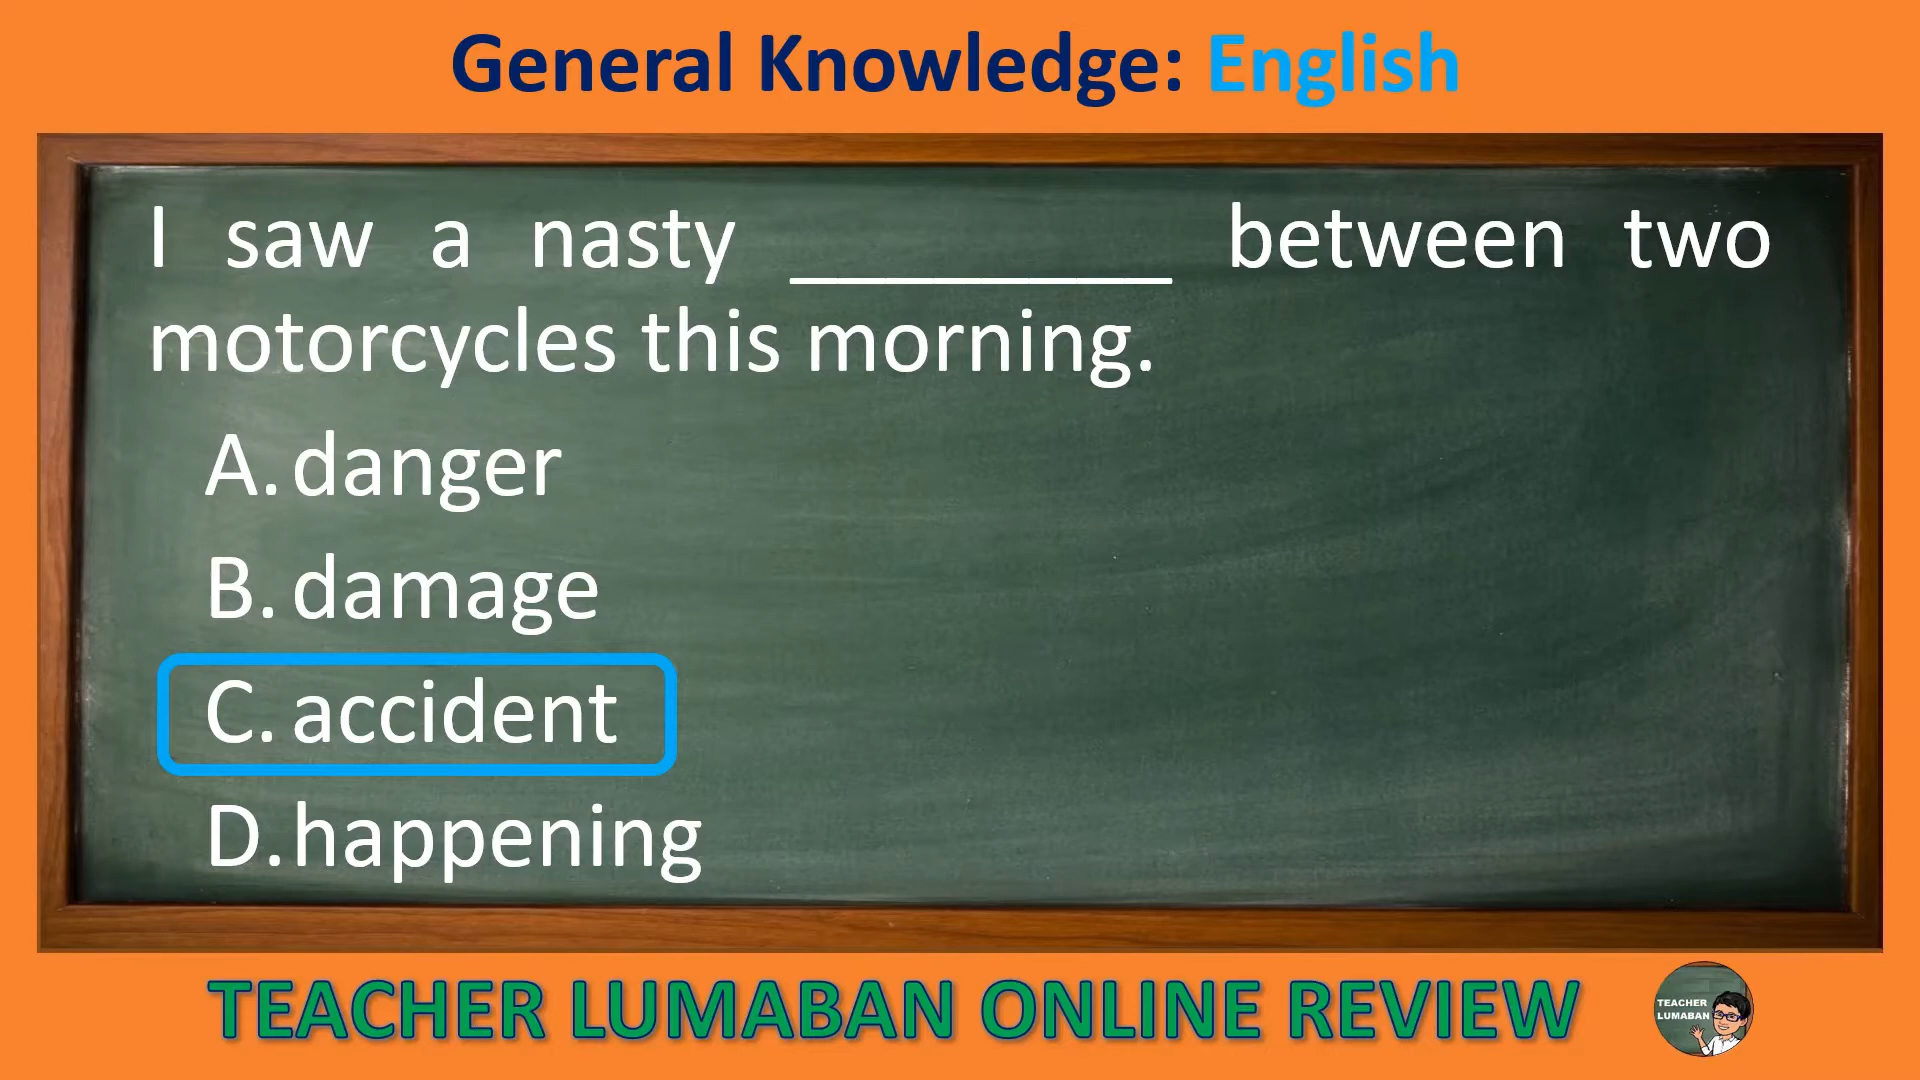 General Knowledge: English
I saw a nasty _________ between two
motorcycles this morning.
A. danger
B. damage
C. accident
D. happening
TEACHER LUMABAN ONLINE REVIEW
TEACHER
LUMABAN